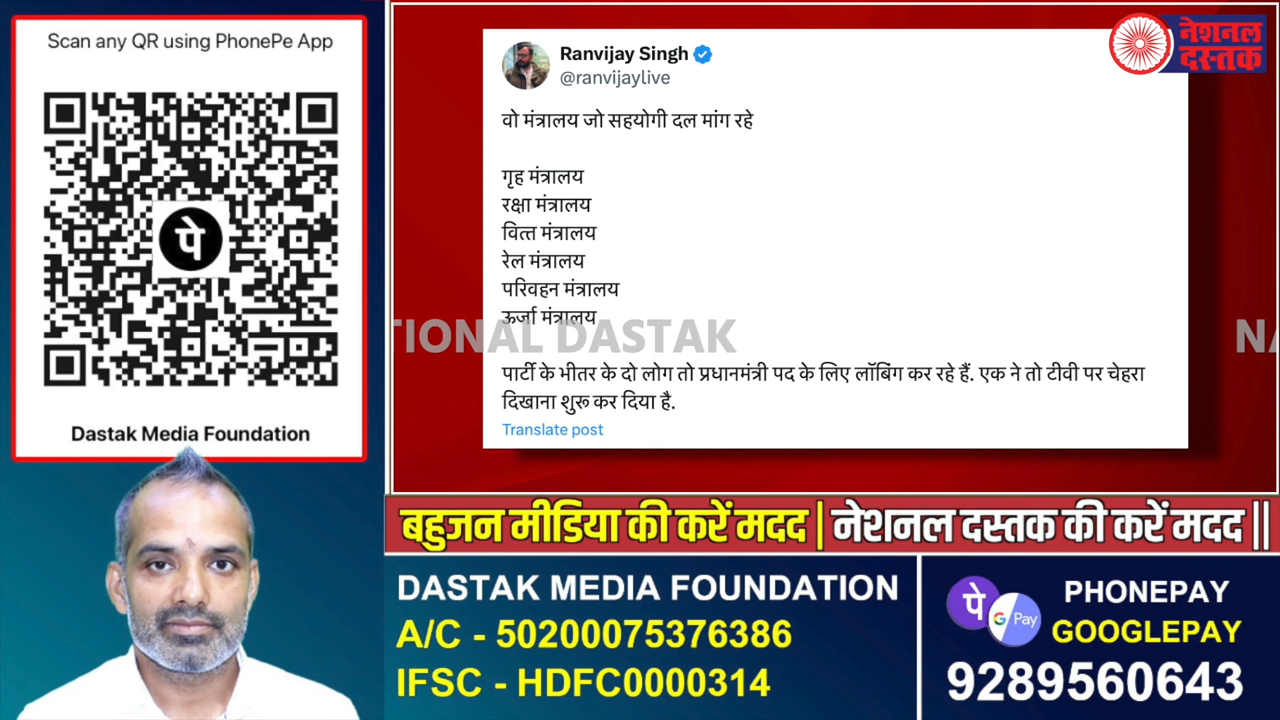 Scan any QR using PhonePe App
पे
Dastak Media Foundation
Ranvijay Singh
@ranvijaylive
वो मंत्रालय जो सहयोगी दल मांग रहे
गृह मंत्रालय
रक्षा मंत्रालय
वित्त मंत्रालय
रेल मंत्रालय
परिवहन मंत्रालय
ऊर्जा मंत्रालय
TIONAL DASTAK
NA
पार्टी के भीतर के दो लोग तो प्रधानमंत्री पद के लिए लॉबिंग कर रहे हैं. एक ने तो टीवी पर चेहरा
दिखाना शुरू कर दिया है.
Translate post
नेशनल
दस्तक
बहुजन मीडिया की करें मदद | नेशनल दस्तक की करें मदद ||
DASTAK MEDIA FOUNDATION
A/C - 50200075376386
IFSC - HDFC0000314
पे
G Pay
PHONEPAY
GOOGLEPAY
9289560643